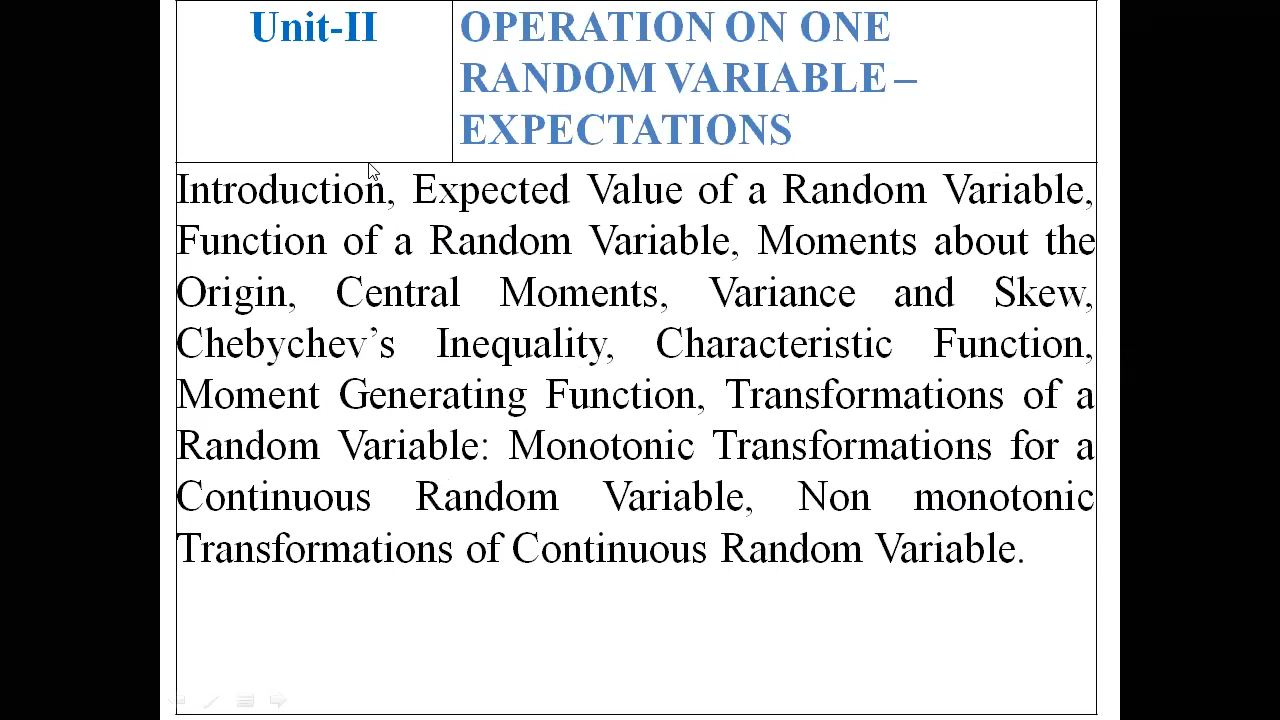 Unit-II
OPERATION ON ONE
RANDOM VARIABLE –
EXPECTATIONS
Introduction, Expected Value of a Random Variable,
Function of a Random Variable, Moments about the
Origin, Central Moments, Variance and Skew,
Chebychev’s Inequality, Characteristic Function,
Moment Generating Function, Transformations of a
Random Variable: Monotonic Transformations for a
Continuous Random Variable, Non monotonic
Transformations of Continuous Random Variable.